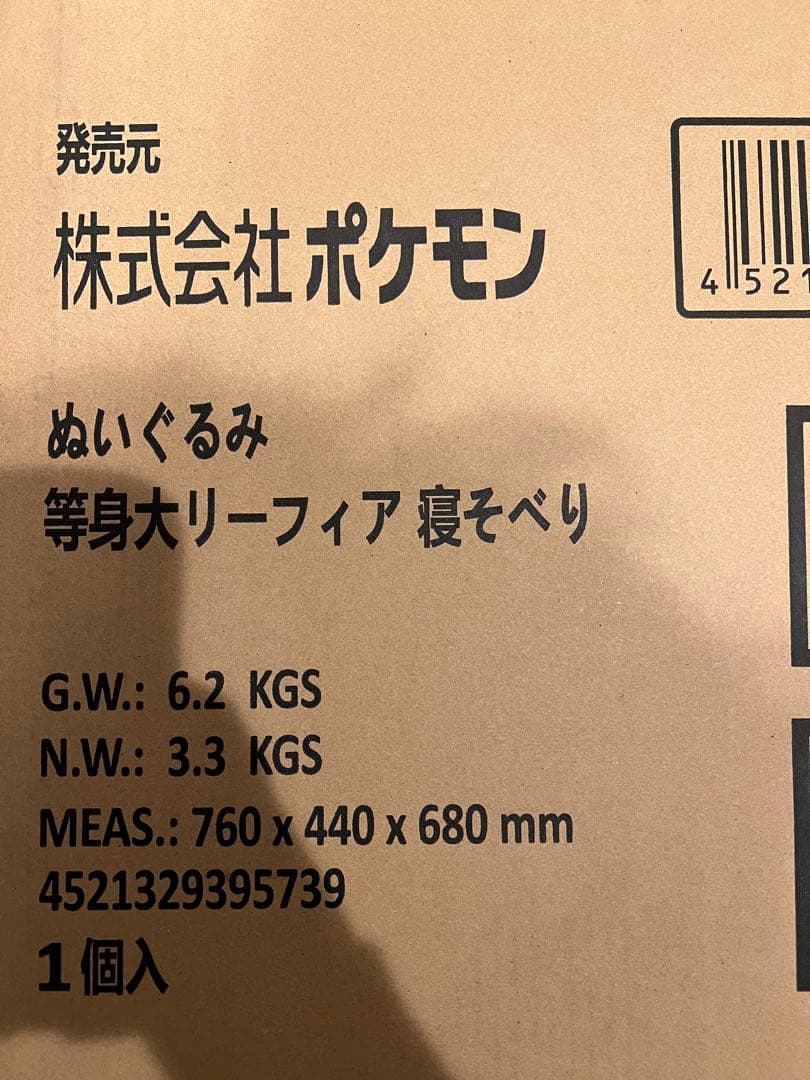 発売元
株式会社ポケモン
4 521
ぬいぐるみ
等身大リーフィア 寝そべり
G.W.: 6.2 KGS
N.W.: 3.3 KGS
MEAS.: 760 x 440 x 680 mm
4521329395739
1個入